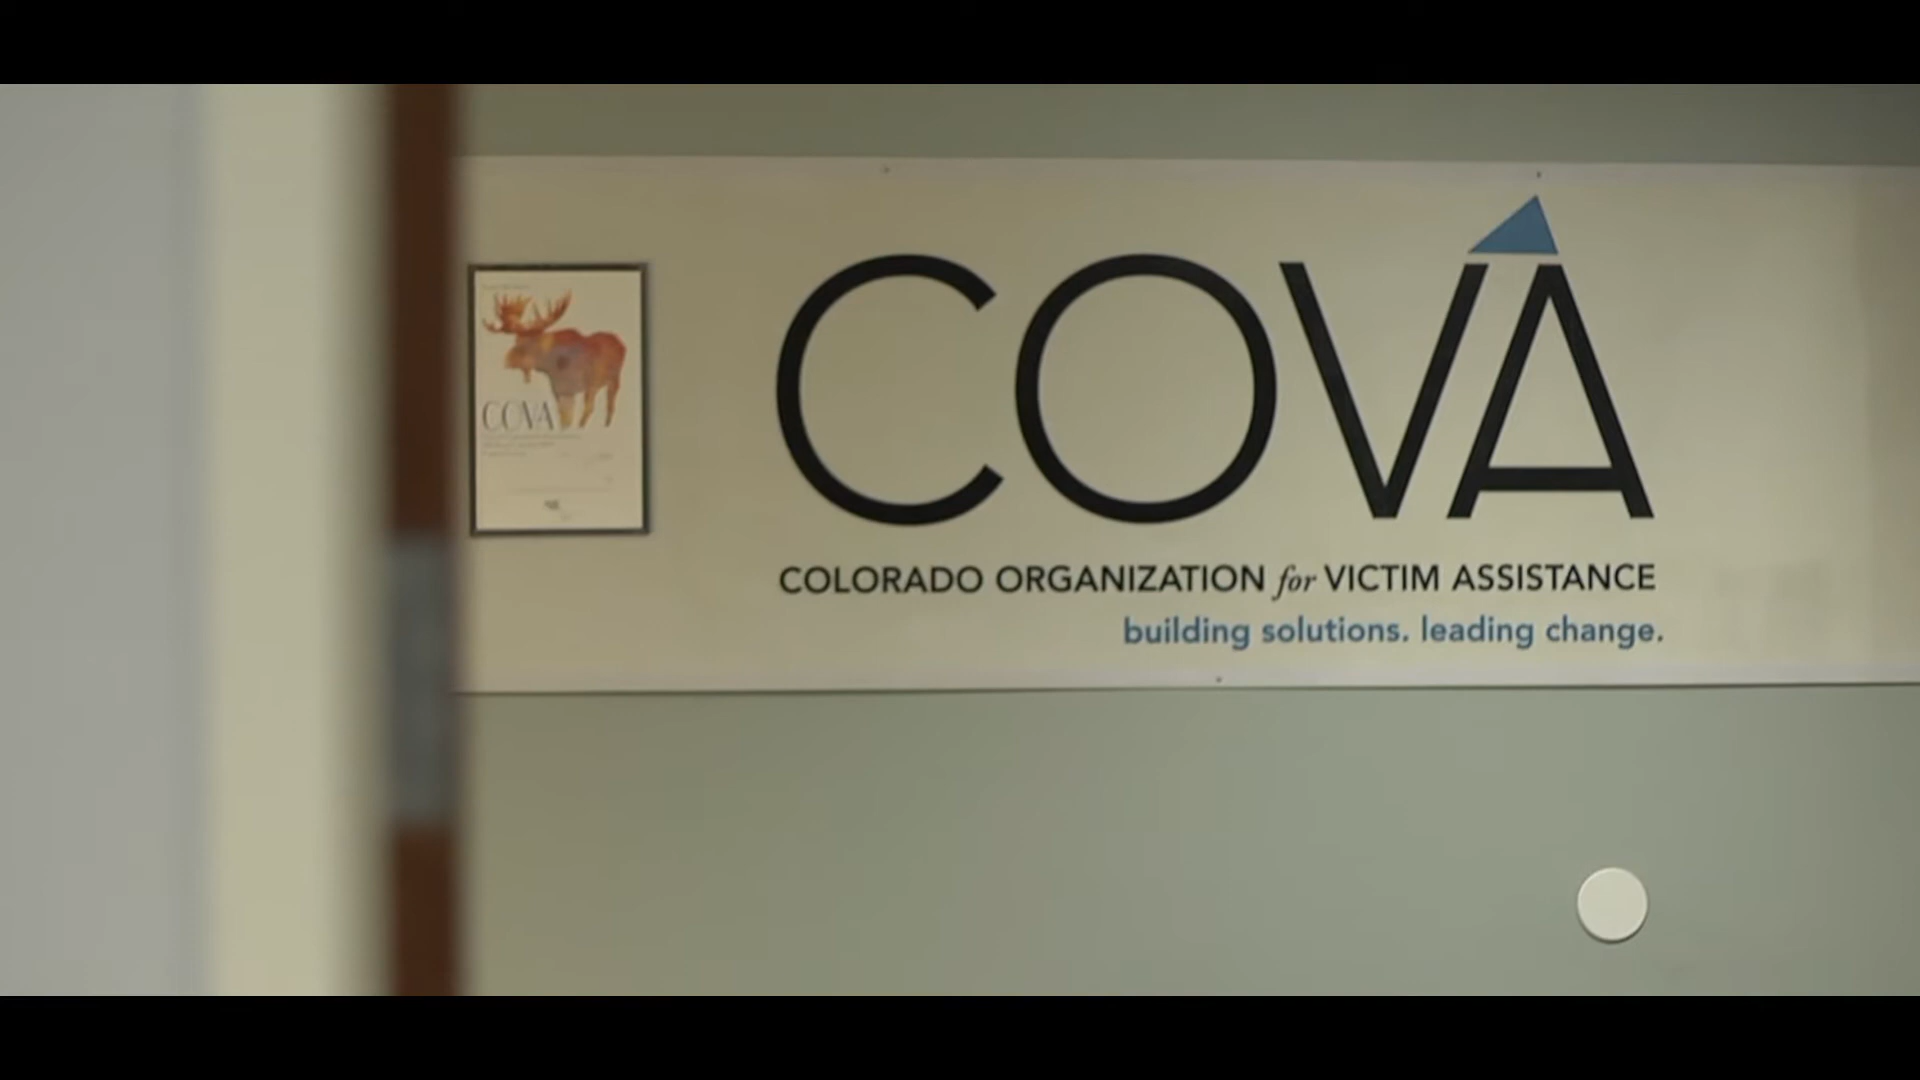 COVA
COLORADO ORGANIZATION for VICTIM ASSISTANCE
building solutions. leading change.
COVA